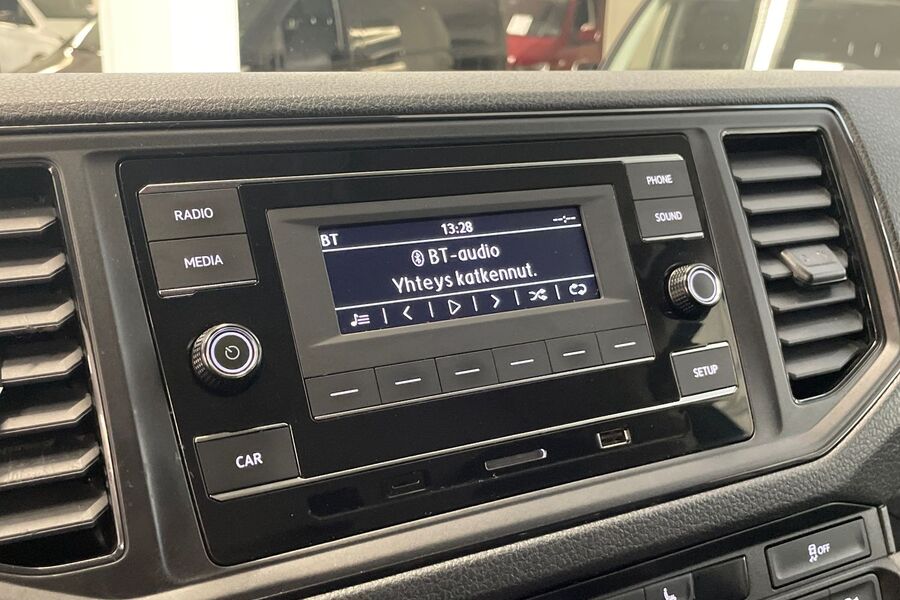 RADIO
MEDIA
CAR
BT
13:28
BT-audio
Yhteys katkennut.
PHONE
SOUND
SETUP
OFF